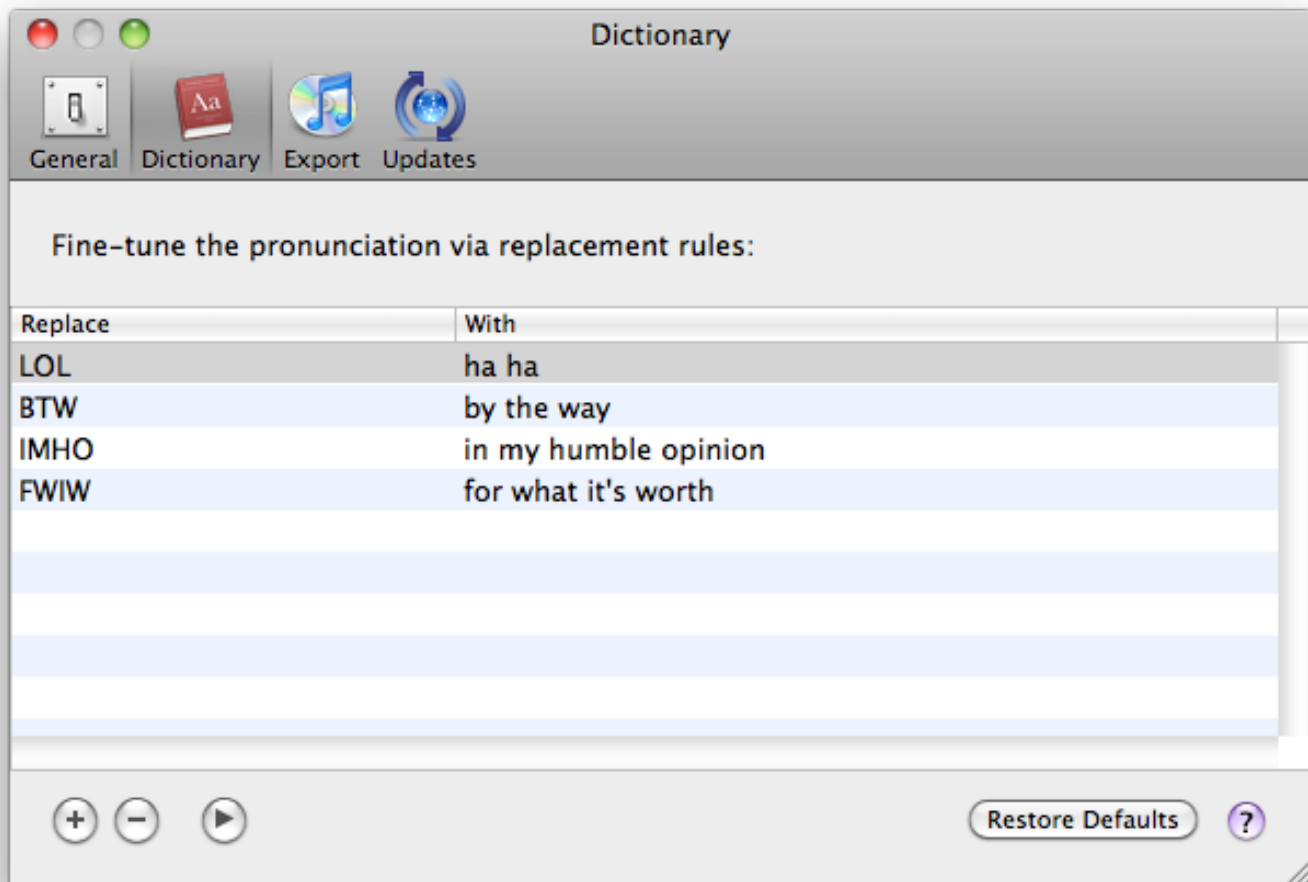 Dictionary
General Dictionary Export Updates
Fine-tune the pronunciation via replacement rules:
Replace With
LOL ha ha
BTW by the way
IMHO in my humble opinion
FWIW for what it's worth
Restore Defaults ?